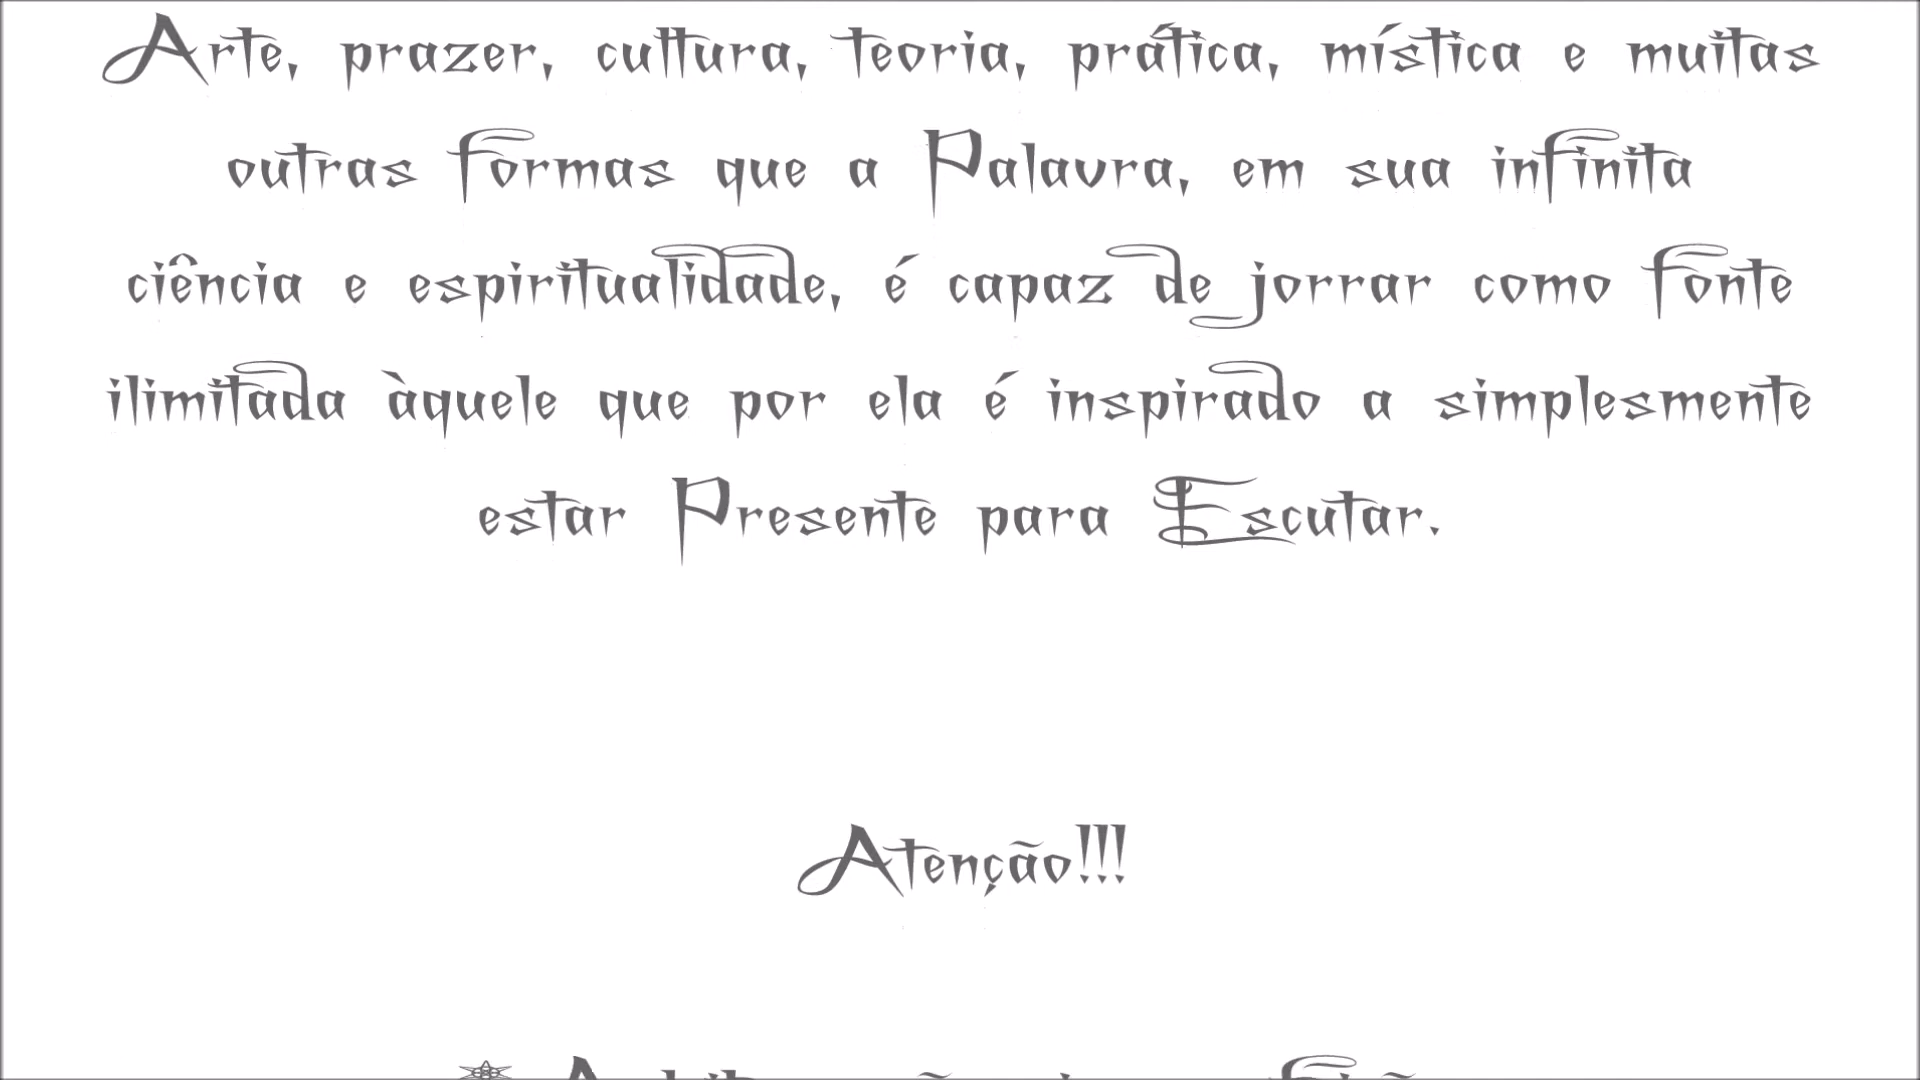 Arte, prazer, cultura, teoria, prática, mística e muitas
outras formas que a Palavra, em sua infinita
ciência e espiritualidade, é capaz de jorrar como fonte
ilimitada àquele que por ela é inspirado a simplesmente
estar Presente para Escutar.
Atenção!!!